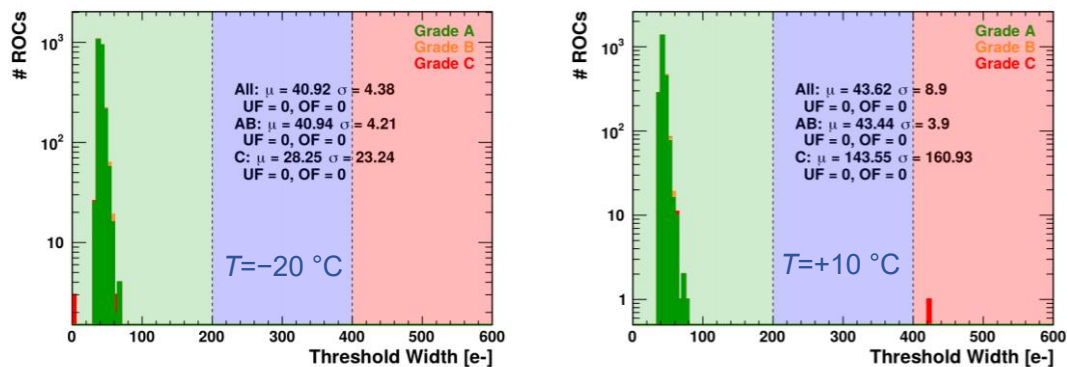 # ROCs
10³
10²
10
Grade A
Grade B
Grade C
All: μ = 40.92 σ = 4.38
UF = 0, OF = 0
AB: μ = 40.94 σ = 4.21
UF = 0, OF = 0
C: μ = 28.25 σ = 23.24
UF = 0, OF = 0
T=−20 °C
0 100 200 300 400 500 600
Threshold Width [e-]
# ROCs
10³
10²
10
1
Grade A
Grade B
Grade C
All: μ = 43.62 σ = 8.9
UF = 0, OF = 0
AB: μ = 43.44 σ = 3.9
UF = 0, OF = 0
C: μ = 143.55 σ = 160.93
UF = 0, OF = 0
T=+10 °C
0 100 200 300 400 500 600
Threshold Width [e-]